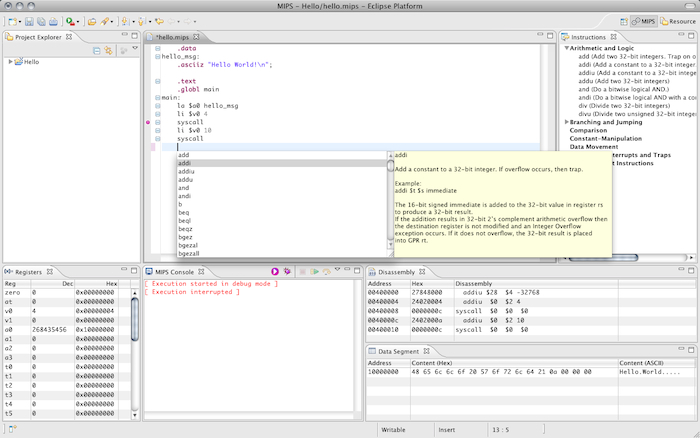 MIPS - Hello/hello.mips - Eclipse Platform
MIPS
Resource
Project Explorer
Hello
*hello.mips
.data
hello_msg:
.asciiz "Hello World!\n";
.text
.globl main
main:
la $a0 hello_msg
li $v0 4
syscall
li $v0 10
syscall
add
addi
addiu
addu
and
andi
b
beq
beql
beqz
bgez
bgezal
bgezall
addi
Add a constant to a 32-bit integer. If overflow occurs, then trap.
Example:
addi $t $s immediate
The 16-bit signed immediate is added to the 32-bit value in register rs
to produce a 32-bit result.
If the addition results in 32-bit 2's complement arithmetic overflow then
the destination register is not modified and an Integer Overflow
exception occurs. If it does not overflow, the 32-bit result is placed
into GPR rt.
Instructions
Arithmetic and Logic
add (Add two 32-bit integers. Trap on o
addi (Add a constant to a 32-bit integer
addiu (Add a constant to a 32-bit intege
addu (Add two 32-bit integers.)
and (Do a bitwise logical AND.)
andi (Do a bitwise logical AND with a co
div (Divide two 32-bit integers)
divu (Divide two unsigned 32-bit integer
Branching and Jumping
Comparison
Constant-Manipulation
Data Movement
rrupts and Traps
d Instructions
Registers
Reg Dec Hex
zero 0 0x00000000
at 0 0x00000000
v0 4 0x00000004
v1 0 0x00000000
a0 268435456 0x10000000
a1 0 0x00000000
a2 0 0x00000000
a3 0 0x00000000
t0 0 0x00000000
t1 0 0x00000000
t2 0 0x00000000
t3 0 0x00000000
t4 0 0x00000000
t5 0 0x00000000
MIPS Console
[ Execution started in debug mode ]
[ Execution interrupted ]
Disassembly
Address Hex Disassembly
00400000 27848000 addiu $28 $4 -32768
00400004 24020004 addiu $0 $2 4
00400008 0000000c syscall $0 $0 $0
0040000c 2402000a addiu $0 $2 10
00400010 0000000c syscall $0 $0 $0
Data Segment
Address Content (Hex) Content (ASCII)
10000000 48 65 6c 6c 6f 20 57 6f 72 6c 64 21 0a 00 00 00 Hello.World.....
Writable
Insert
13 : 5